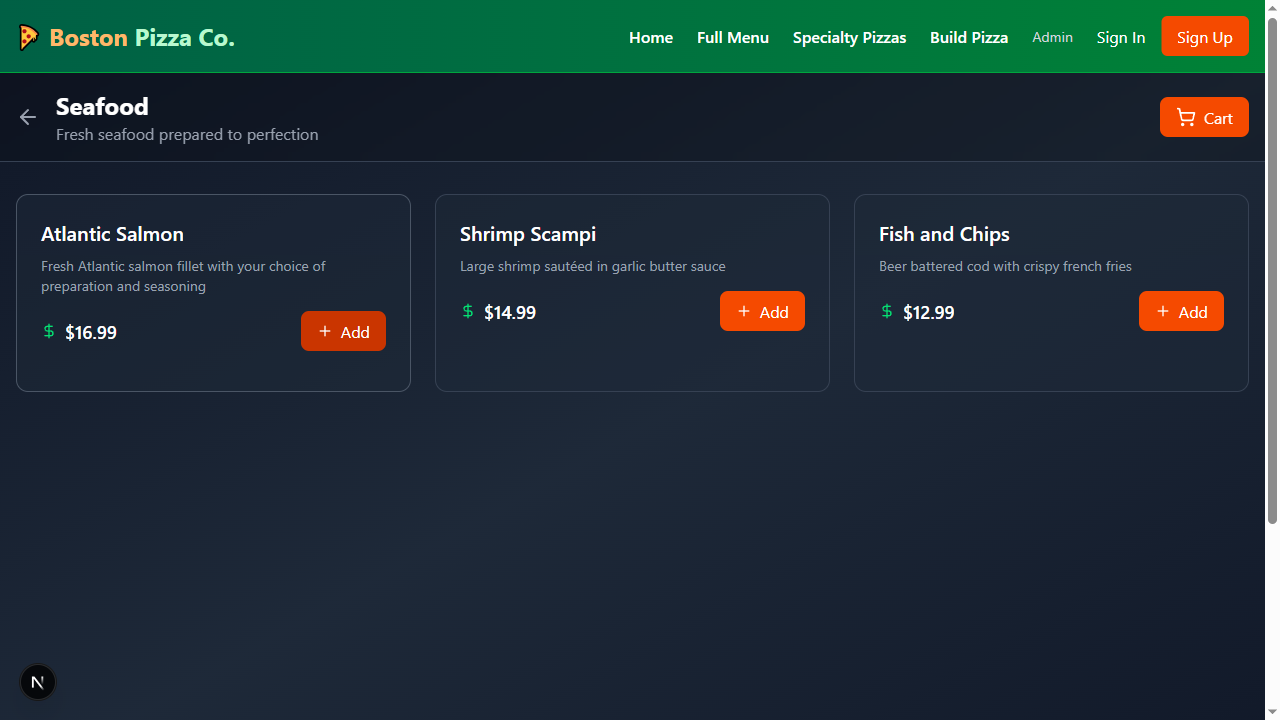 Boston Pizza Co.
Home Full Menu Specialty Pizzas Build Pizza Admin Sign In Sign Up
Seafood
Fresh seafood prepared to perfection
Cart
Atlantic Salmon
Fresh Atlantic salmon fillet with your choice of
preparation and seasoning
$ $16.99
+ Add
Shrimp Scampi
Large shrimp sautéed in garlic butter sauce
$ $14.99
+ Add
Fish and Chips
Beer battered cod with crispy french fries
$ $12.99
+ Add
N